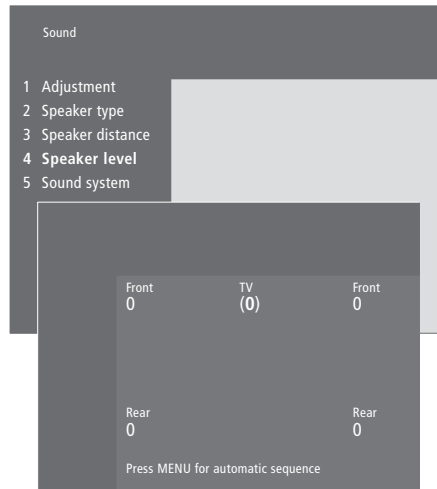 Sound
1 Adjustment
2 Speaker type
3 Speaker distance
4 Speaker level
5 Sound system
Front TV Front
0 (0) 0
Rear Rear
0 0
Press MENU for automatic sequence